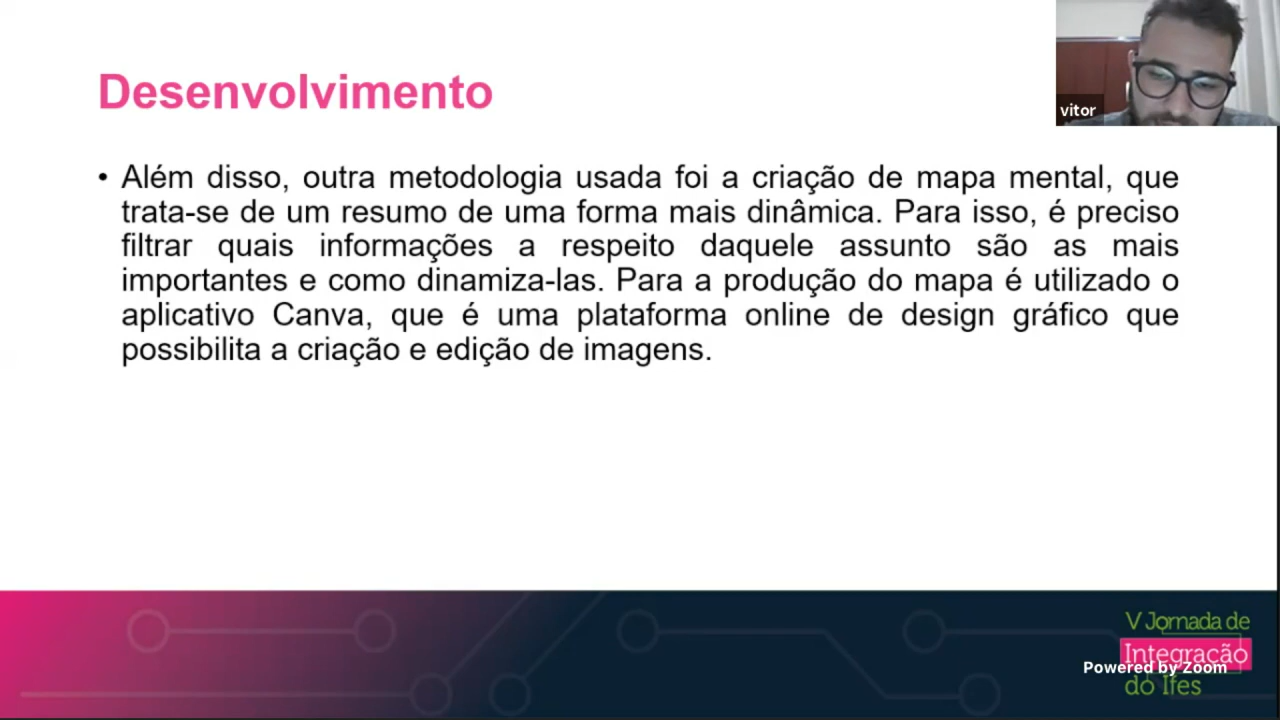 Desenvolvimento
vitor
• Além disso, outra metodologia usada foi a criação de mapa mental, que
trata-se de um resumo de uma forma mais dinâmica. Para isso, é preciso
filtrar quais informações a respeito daquele assunto são as mais
importantes e como dinamiza-las. Para a produção do mapa é utilizado o
aplicativo Canva, que é uma plataforma online de design gráfico que
possibilita a criação e edição de imagens.
V Jornada de
Integração
Powered by Zoom
do Ifes